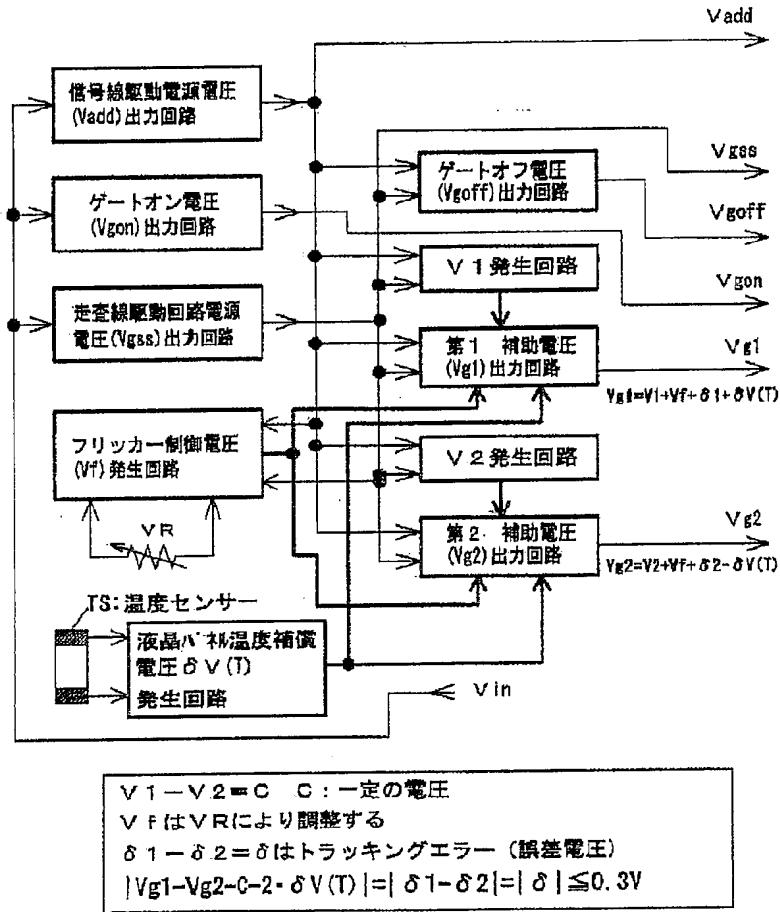 Vadd
信号線駆動電源電圧
(Vadd)出力回路
Vgss
ゲートオフ電圧
(Vgoff)出力回路
ゲートオン電圧
(Vgon)出力回路
Vgoff
V1発生回路
Vgon
走査線駆動回路電源
電圧(Vgss)出力回路
第1 補助電圧
(Vg1)出力回路
Vg1
Vg1=V1+Vf+δ1+δV(T)
フリッカー制御電圧
(Vf)発生回路
V2発生回路
VR
第2 補助電圧
(Vg2)出力回路
Vg2
Vg2=V2+Vf+δ2-δV(T)
TS:温度センサー
液晶パネル温度補償
電圧δV(T)
発生回路
Vin
V1-V2=C C:一定の電圧
VfはVRにより調整する
δ1-δ2=δはトラッキングエラー(誤差電圧)
|Vg1-Vg2-C-2・δV(T)|=|δ1-δ2|=|δ|≦0.3V